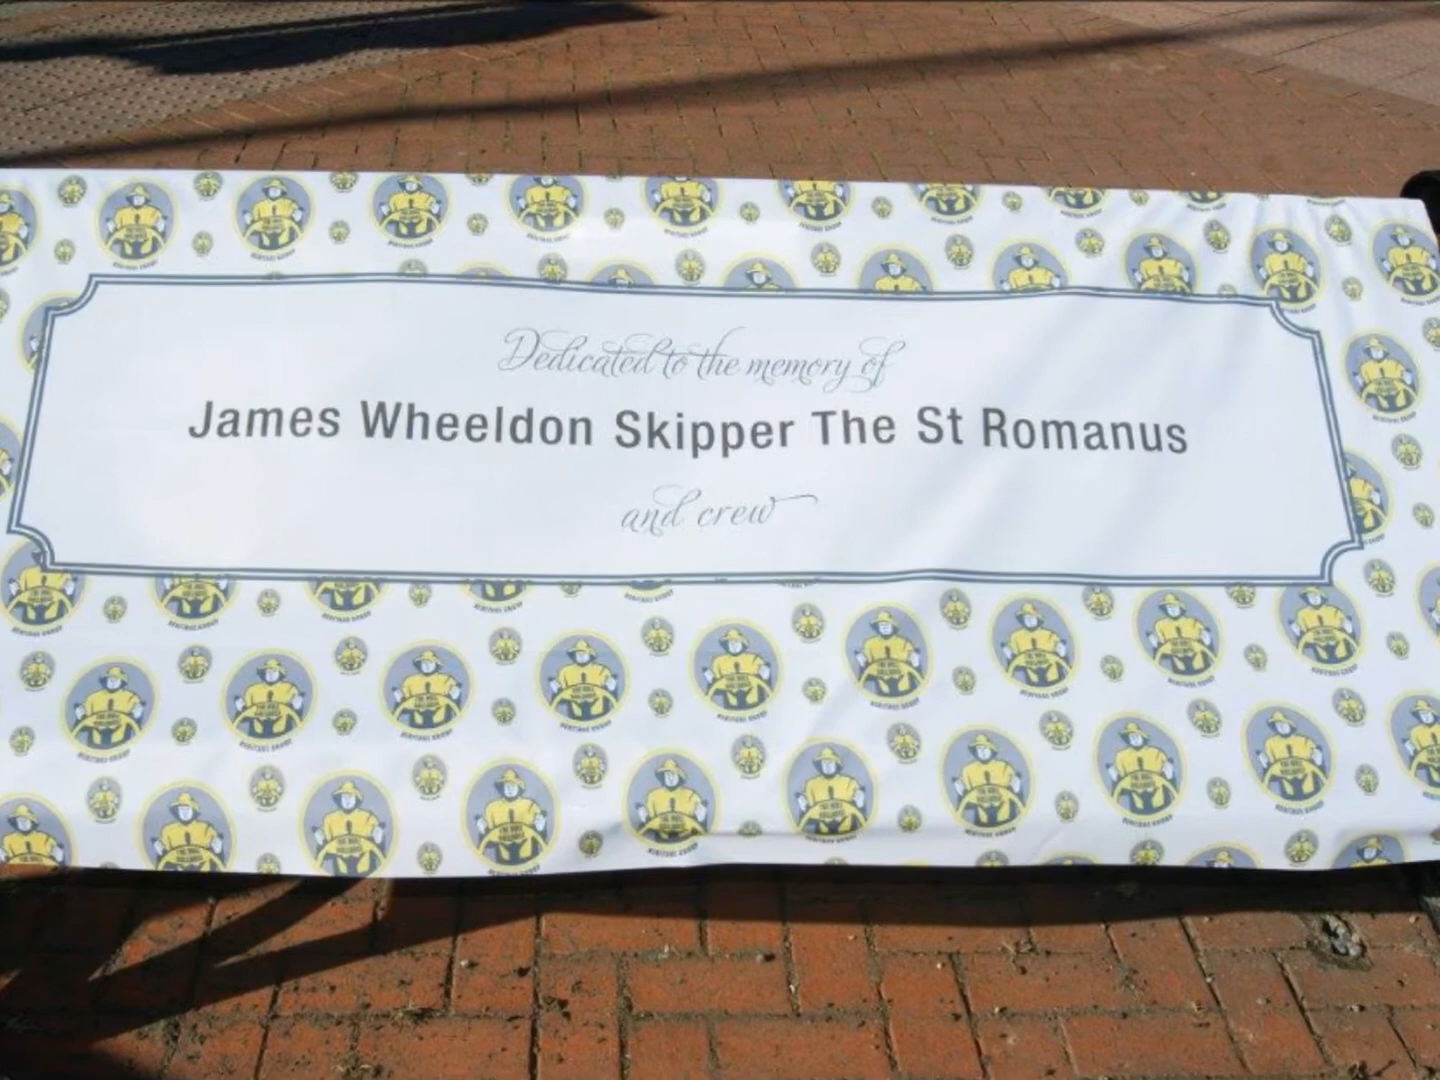 Dedicated to the memory of
James Wheeldon Skipper The St Romanus
and crew